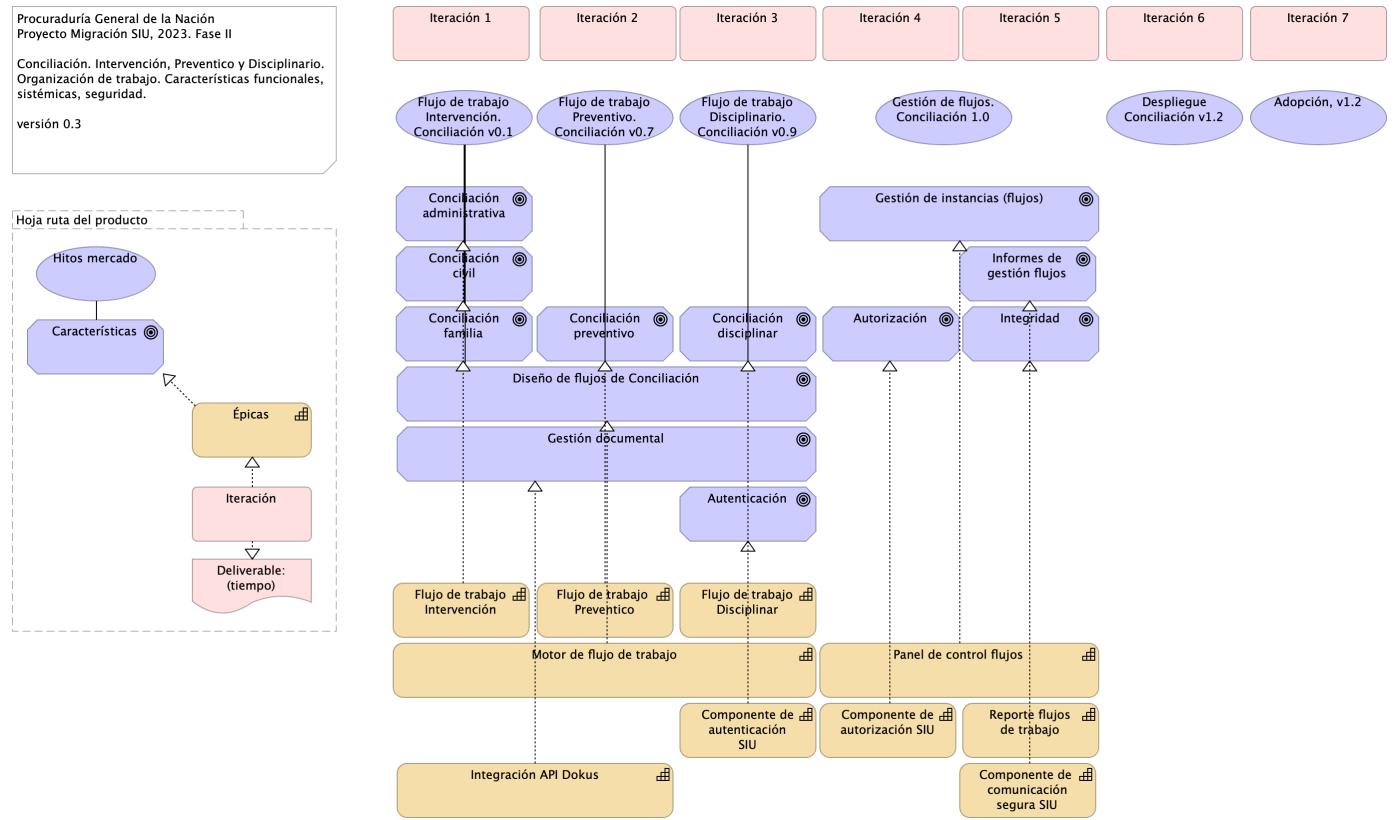 Procuraduría General de la Nación
Proyecto Migración SIU, 2023. Fase II
Conciliación. Intervención, Preventico y Disciplinario.
Organización de trabajo. Características funcionales,
sistémicas, seguridad.
versión 0.3
Hoja ruta del producto
Hitos mercado
Características
Épicas
Iteración
Deliverable:
(tiempo)
Iteración 1
Iteración 2
Iteración 3
Iteración 4
Iteración 5
Iteración 6
Iteración 7
Flujo de trabajo
Intervención.
Conciliación v0.1
Flujo de trabajo
Preventivo.
Conciliación v0.7
Flujo de trabajo
Disciplinario.
Conciliación v0.9
Gestión de flujos.
Conciliación 1.0
Despliegue
Conciliación v1.2
Adopción, v1.2
Conciliación
administrativa
Gestión de instancias (flujos)
Conciliación
civil
Informes de
gestión flujos
Conciliación
familia
Conciliación
preventivo
Conciliación
disciplinar
Autorización
Integridad
Diseño de flujos de Conciliación
Gestión documental
Autenticación
Flujo de trabajo
Intervención
Flujo de trabajo
Preventico
Flujo de trabajo
Disciplinar
Motor de flujo de trabajo
Panel de control flujos
Componente de
autenticación
SIU
Componente de
autorización SIU
Reporte flujos
de trabajo
Integración API Dokus
Componente de
comunicación
segura SIU